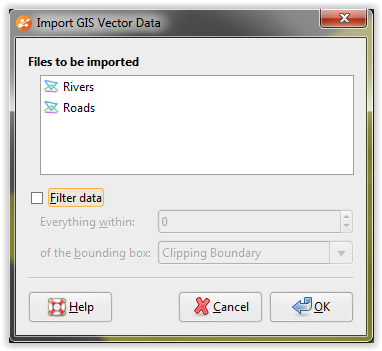 Import GIS Vector Data
Files to be imported
Rivers
Roads
Filter data
Everything within: 0
of the bounding box: Clipping Boundary
Help Cancel OK